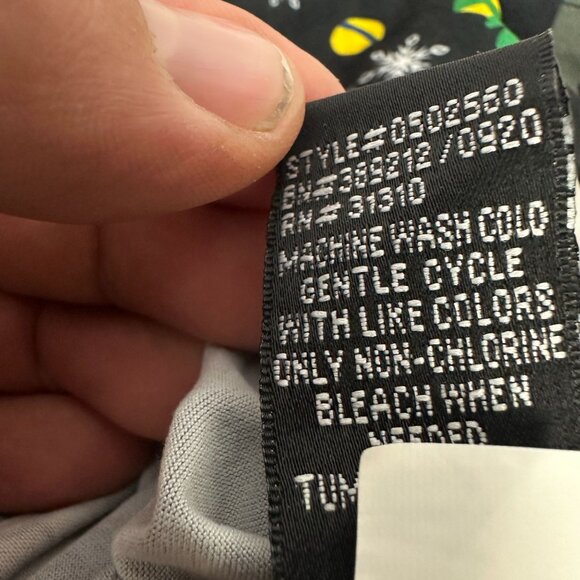 STYLE# 0502560
BN# 389212 / 0920
RN# 31310
MACHINE WASH COLD
GENTLE CYCLE
WITH LIKE COLORS
ONLY NON-CHLORINE
BLEACH WHEN
NEEDED
TUM